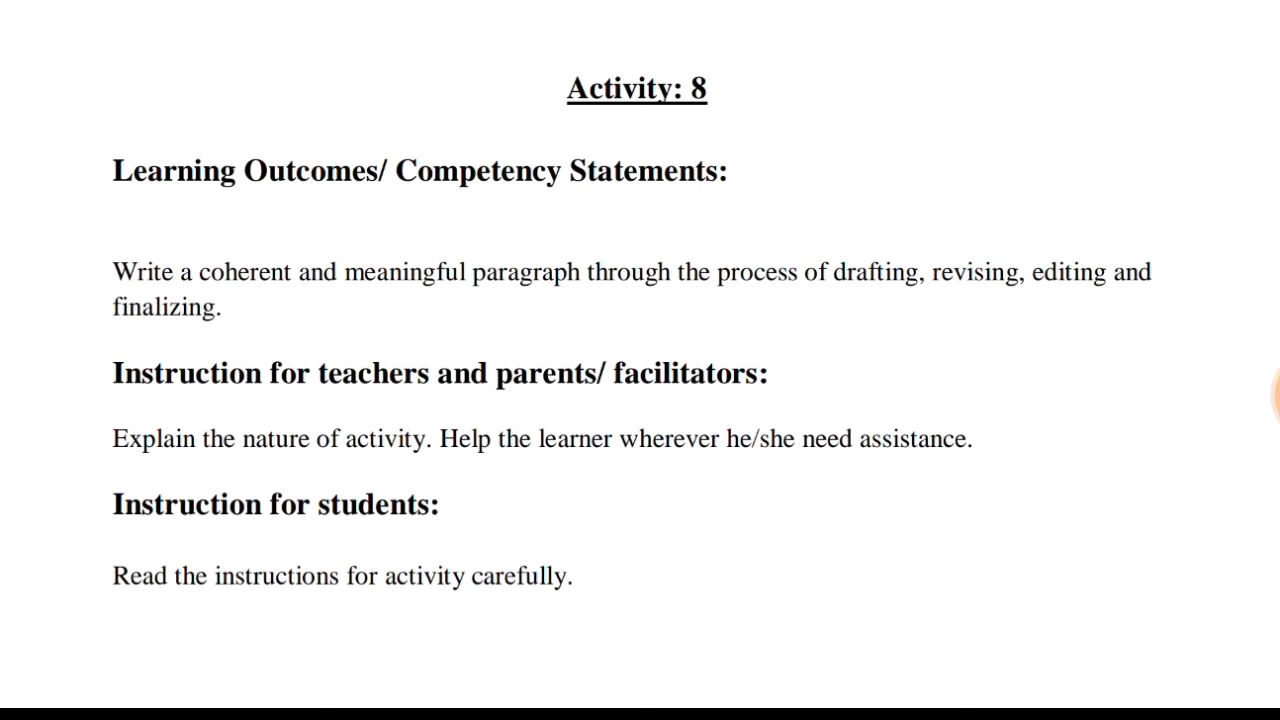 Activity: 8
Learning Outcomes/ Competency Statements:
Write a coherent and meaningful paragraph through the process of drafting, revising, editing and
finalizing.
Instruction for teachers and parents/ facilitators:
Explain the nature of activity. Help the learner wherever he/she need assistance.
Instruction for students:
Read the instructions for activity carefully.